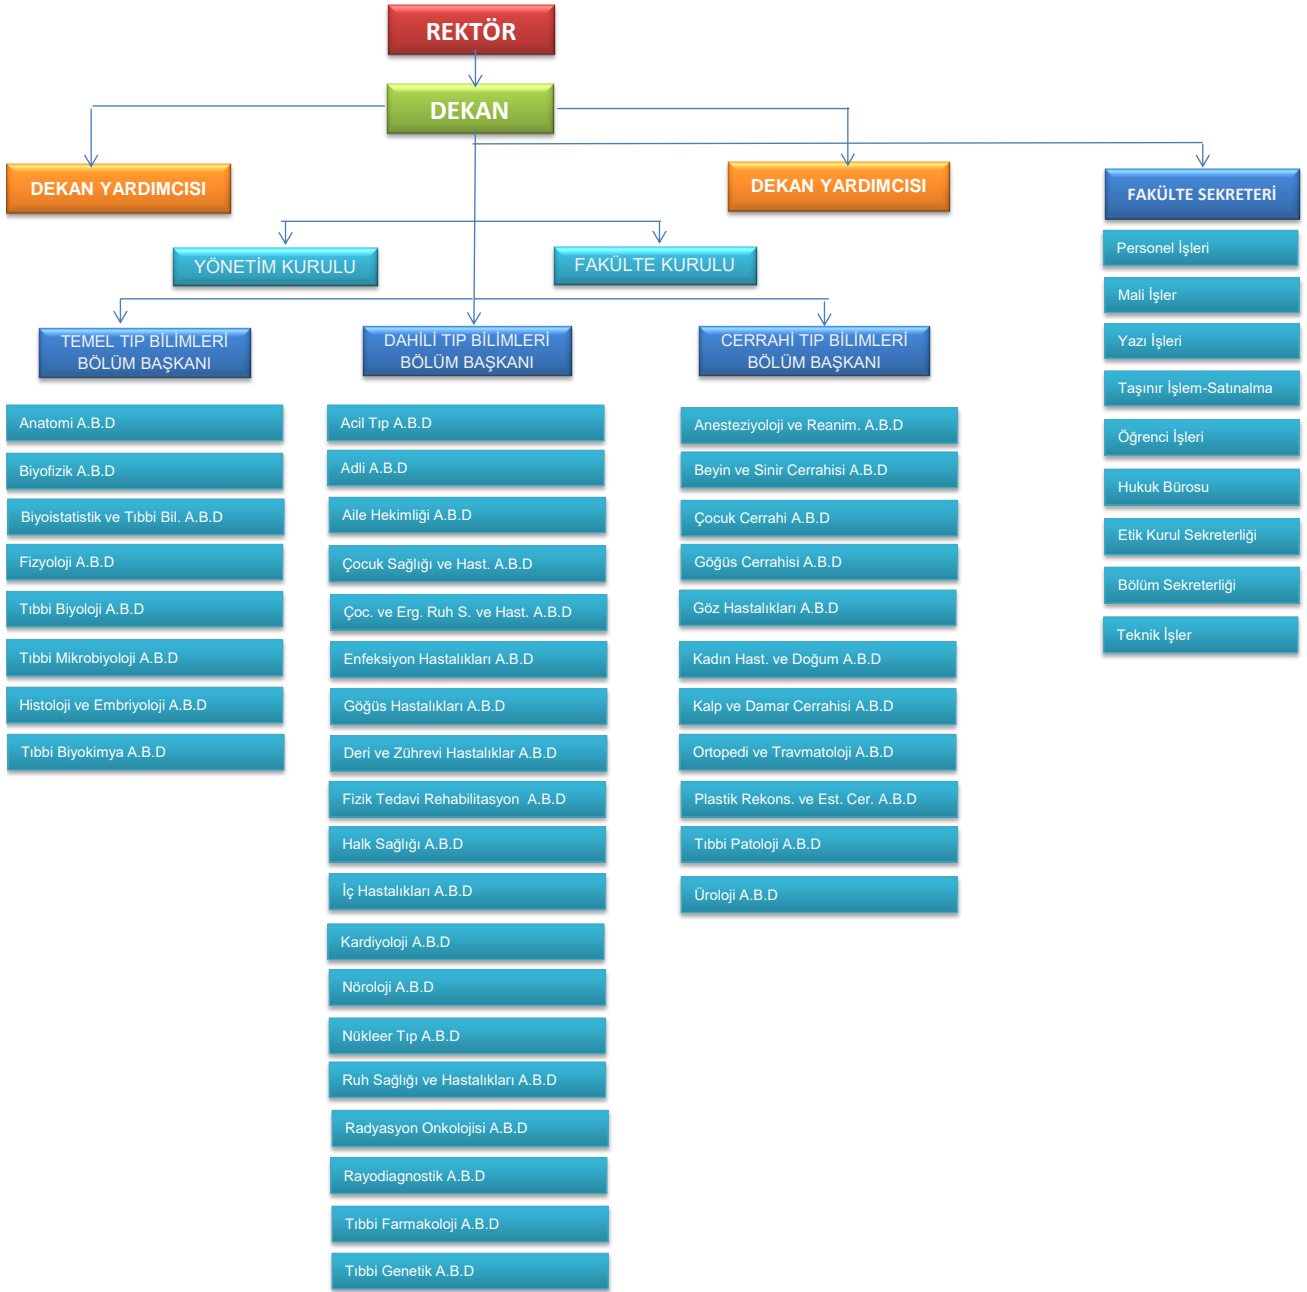 REKTÖR
DEKAN
DEKAN YARDIMCISI
DEKAN YARDIMCISI
FAKÜLTE SEKRETERİ
YÖNETİM KURULU
FAKÜLTE KURULU
TEMEL TIP BİLİMLERİ
BÖLÜM BAŞKANI
DAHİLİ TIP BİLİMLERİ
BÖLÜM BAŞKANI
CERRAHİ TIP BİLİMLERİ
BÖLÜM BAŞKANI
Anatomi A.B.D
Biyofizik A.B.D
Biyoistatistik ve Tıbbi Bil. A.B.D
Fizyoloji A.B.D
Tıbbi Biyoloji A.B.D
Tıbbi Mikrobiyoloji A.B.D
Histoloji ve Embriyoloji A.B.D
Tıbbi Biyokimya A.B.D
Acil Tıp A.B.D
Adli A.B.D
Aile Hekimliği A.B.D
Çocuk Sağlığı ve Hast. A.B.D
Çoc. ve Erg. Ruh S. ve Hast. A.B.D
Enfeksiyon Hastalıkları A.B.D
Göğüs Hastalıkları A.B.D
Deri ve Zührevi Hastalıklar A.B.D
Fizik Tedavi Rehabilitasyon  A.B.D
Halk Sağlığı A.B.D
İç Hastalıkları A.B.D
Kardiyoloji A.B.D
Nöroloji A.B.D
Nükleer Tıp A.B.D
Ruh Sağlığı ve Hastalıkları A.B.D
Radyasyon Onkolojisi A.B.D
Rayodiagnostik A.B.D
Tıbbi Farmakoloji A.B.D
Tıbbi Genetik A.B.D
Anesteziyoloji ve Reanim. A.B.D
Beyin ve Sinir Cerrahisi A.B.D
Çocuk Cerrahi A.B.D
Göğüs Cerrahisi A.B.D
Göz Hastalıkları A.B.D
Kadın Hast. ve Doğum A.B.D
Kalp ve Damar Cerrahisi A.B.D
Ortopedi ve Travmatoloji A.B.D
Plastik Rekons. ve Est. Cer. A.B.D
Tıbbi Patoloji A.B.D
Üroloji A.B.D
Personel İşleri
Mali İşler
Yazı İşleri
Taşınır İşlem-Satınalma
Öğrenci İşleri
Hukuk Bürosu
Etik Kurul Sekreterliği
Bölüm Sekreterliği
Teknik İşler